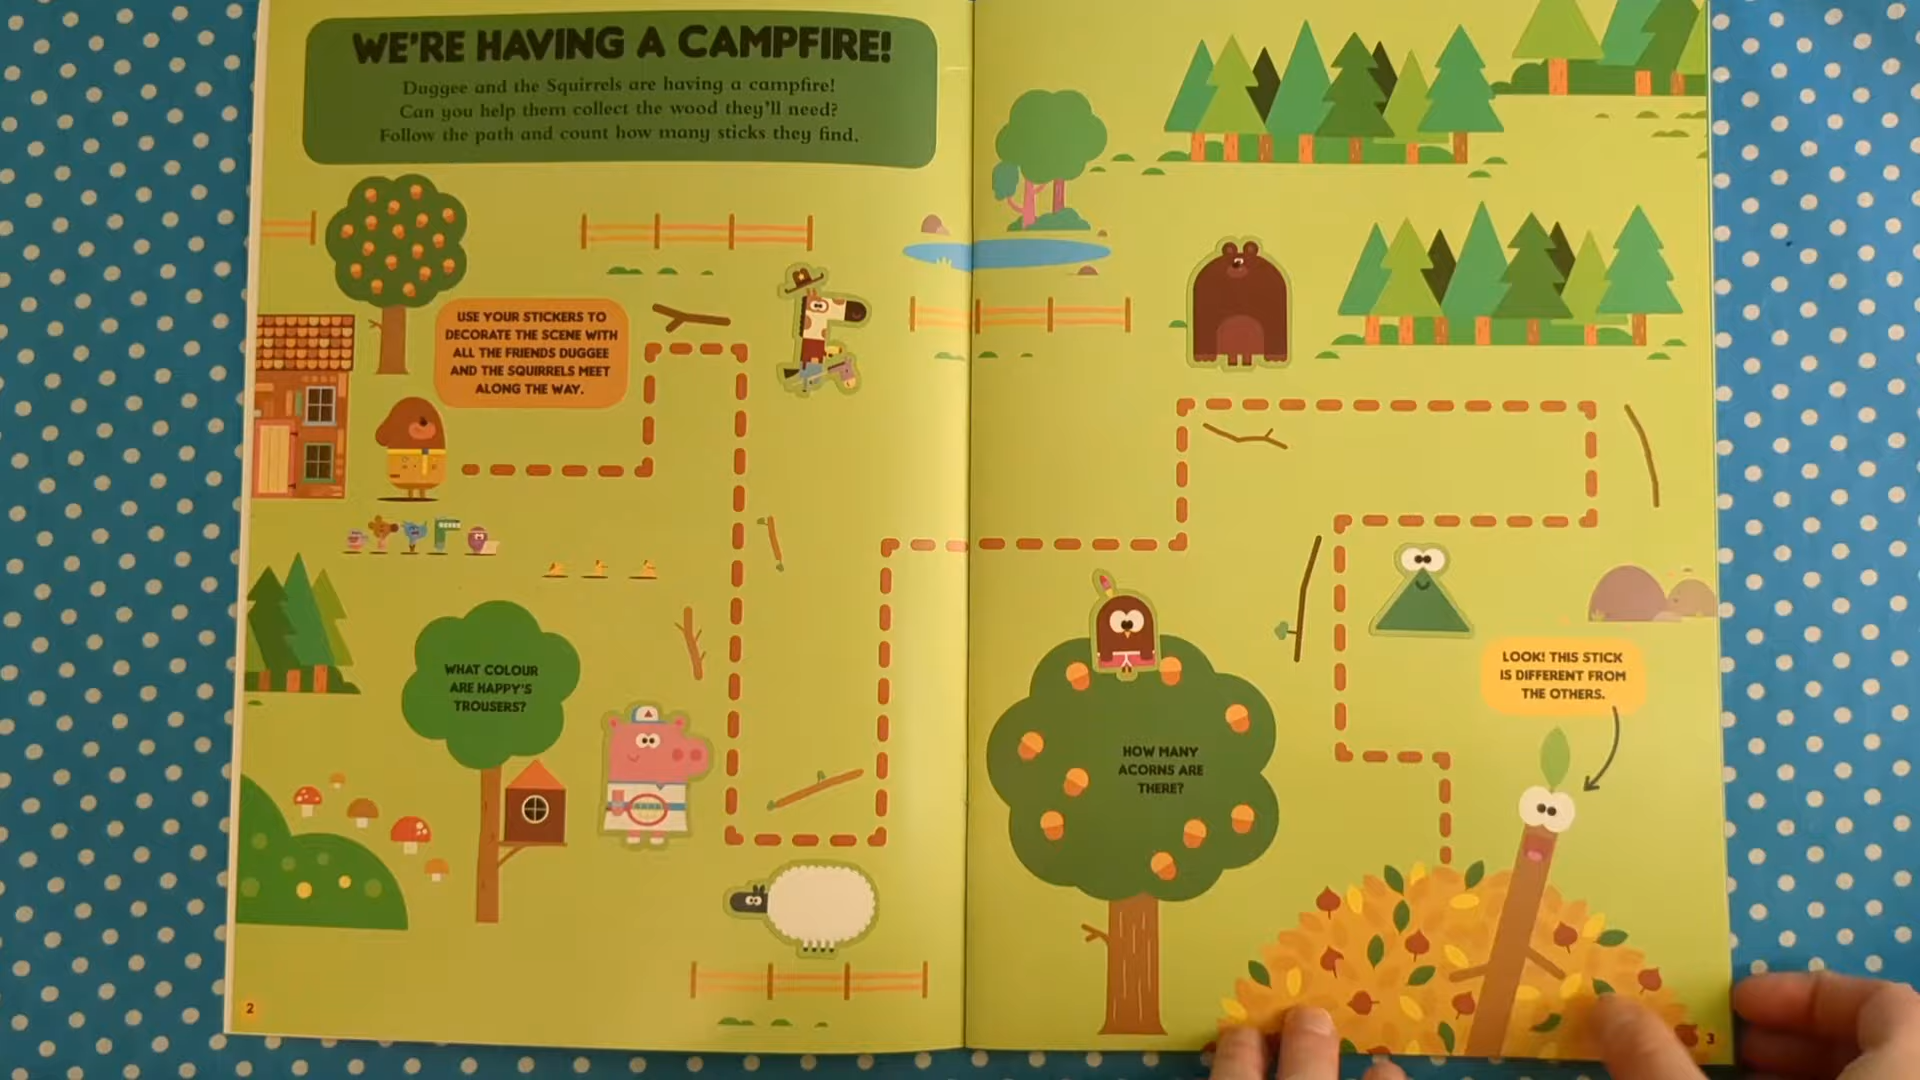 WE'RE HAVING A CAMPFIRE!
Duggee and the Squirrels are having a campfire!
Can you help them collect the wood they'll need?
Follow the path and count how many sticks they find.
USE YOUR STICKERS TO
DECORATE THE SCENE WITH
ALL THE FRIENDS DUGGEE
AND THE SQUIRRELS MEET
ALONG THE WAY.
WHAT COLOUR
ARE HAPPY'S
TROUSERS?
HOW MANY
ACORNS ARE
THERE?
LOOK! THIS STICK
IS DIFFERENT FROM
THE OTHERS.
2
3